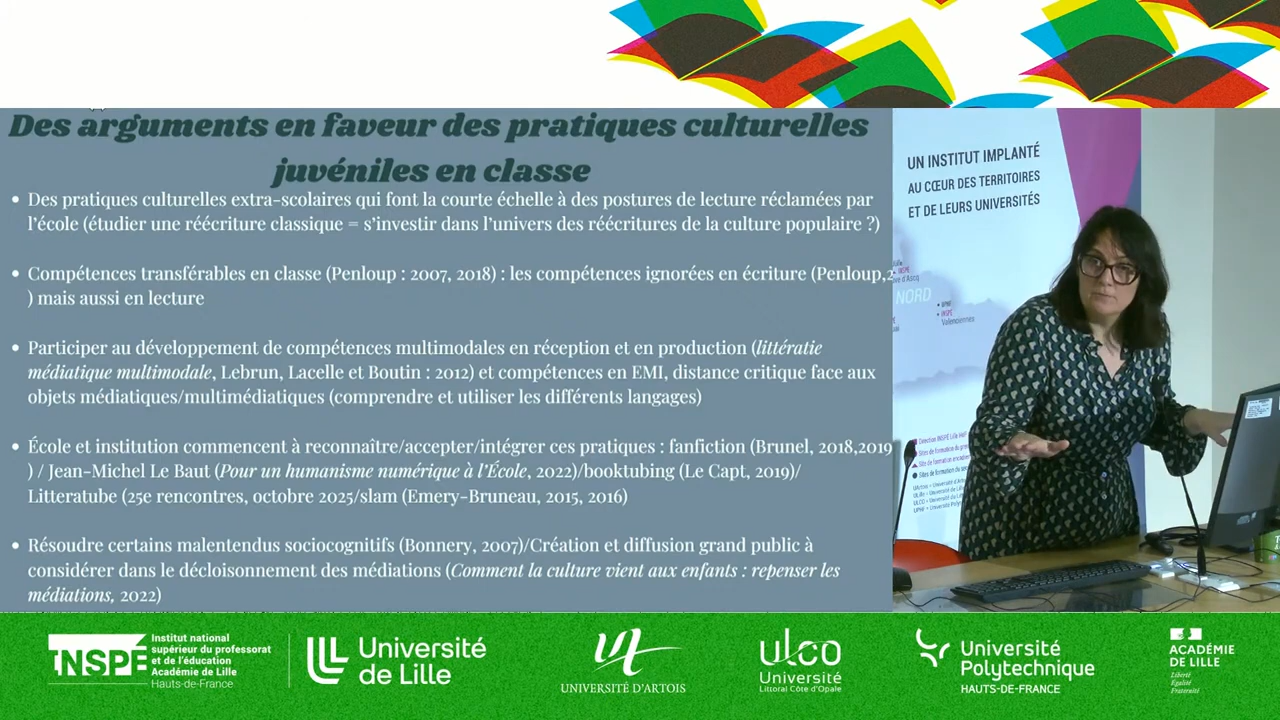 Des arguments en faveur des pratiques culturelles
juvéniles en classe
• Des pratiques culturelles extra-scolaires qui font la courte échelle à des postures de lecture réclamées par
l'école (étudier une réécriture classique = s'investir dans l'univers des réécritures de la culture populaire ?)
• Compétences transférables en classe (Penloup : 2007, 2018) : les compétences ignorées en écriture (Penloup,2
) mais aussi en lecture
• Participer au développement de compétences multimodales en réception et en production (littératie
médiatique multimodale, Lebrun, Lacelle et Boutin : 2012) et compétences en EMI, distance critique face aux
objets médiatiques/multimédiatiques (comprendre et utiliser les différents langages)
• École et institution commencent à reconnaître/accepter/intégrer ces pratiques : fanfiction (Brunel, 2018,2019
) / Jean-Michel Le Baut (Pour un humanisme numérique à l'École, 2022)/booktubing (Le Capt, 2019)/
Litteratube (25e rencontres, octobre 2025/slam (Emery-Bruneau, 2015, 2016)
• Résoudre certains malentendus sociocognitifs (Bonnery, 2007)/Création et diffusion grand public à
considérer dans le décloisonnement des médiations (Comment la culture vient aux enfants : repenser les
médiations, 2022)
UN INSTITUT IMPLANTÉ
AU CŒUR DES TERRITOIRES
ET DE LEURS UNIVERSITÉS
NORD
UPHF
INSPE
Valenciennes
INSPÉ
Institut national
supérieur du professorat
et de l'éducation
Académie de Lille
Hauts-de-France
Université
de Lille
UA
UNIVERSITÉ D'ARTOIS
ULCO
Université
Littoral Côte d'Opale
Université
Polytechnique
HAUTS-DE-FRANCE
ACADÉMIE
DE LILLE
Liberté
Égalité
Fraternité